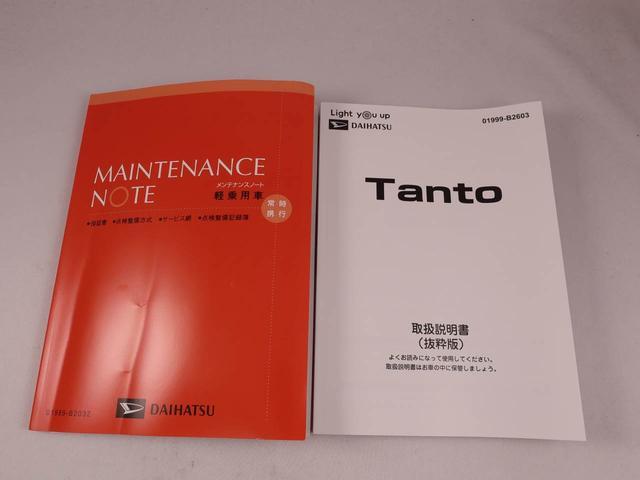 MAINTENANCE
NOTE
メンテナンスノート
軽乗用車
常時
携行
●保証書 ●点検整備方式 ●サービス網 ●点検整備記録簿
DAIHATSU
01999-B2032
Light you up
DAIHATSU
01999-B2603
Tanto
取扱説明書
(抜粋版)
よくお読みになって使用してください。
取扱説明書はお車の中に保管しましょう。